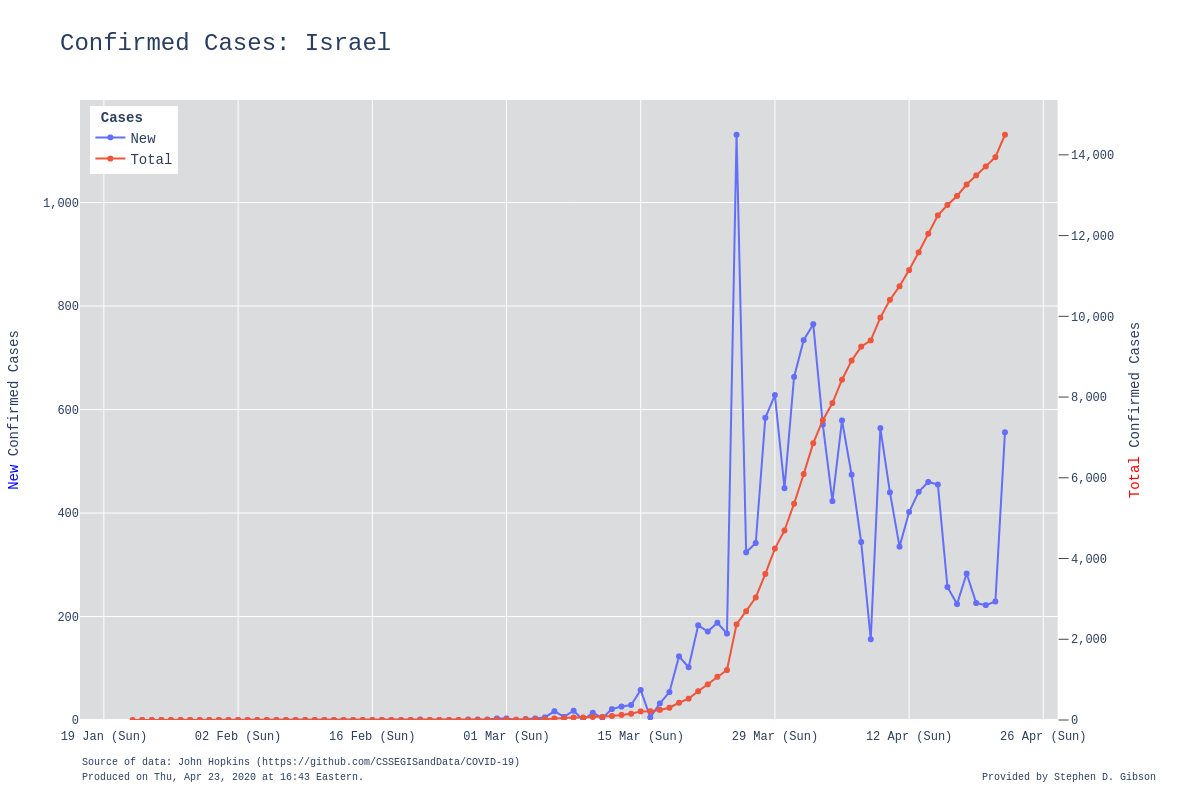 Confirmed Cases: Israel
Cases
New
Total
1,000
800
600
400
200
0
New Confirmed Cases
14,000
12,000
10,000
8,000
6,000
4,000
2,000
0
Total Confirmed Cases
19 Jan (Sun) 02 Feb (Sun) 16 Feb (Sun) 01 Mar (Sun) 15 Mar (Sun) 29 Mar (Sun) 12 Apr (Sun) 26 Apr (Sun)
Source of data: John Hopkins (https://github.com/CSSEGISandData/COVID-19)
Produced on Thu, Apr 23, 2020 at 16:43 Eastern.
Provided by Stephen D. Gibson